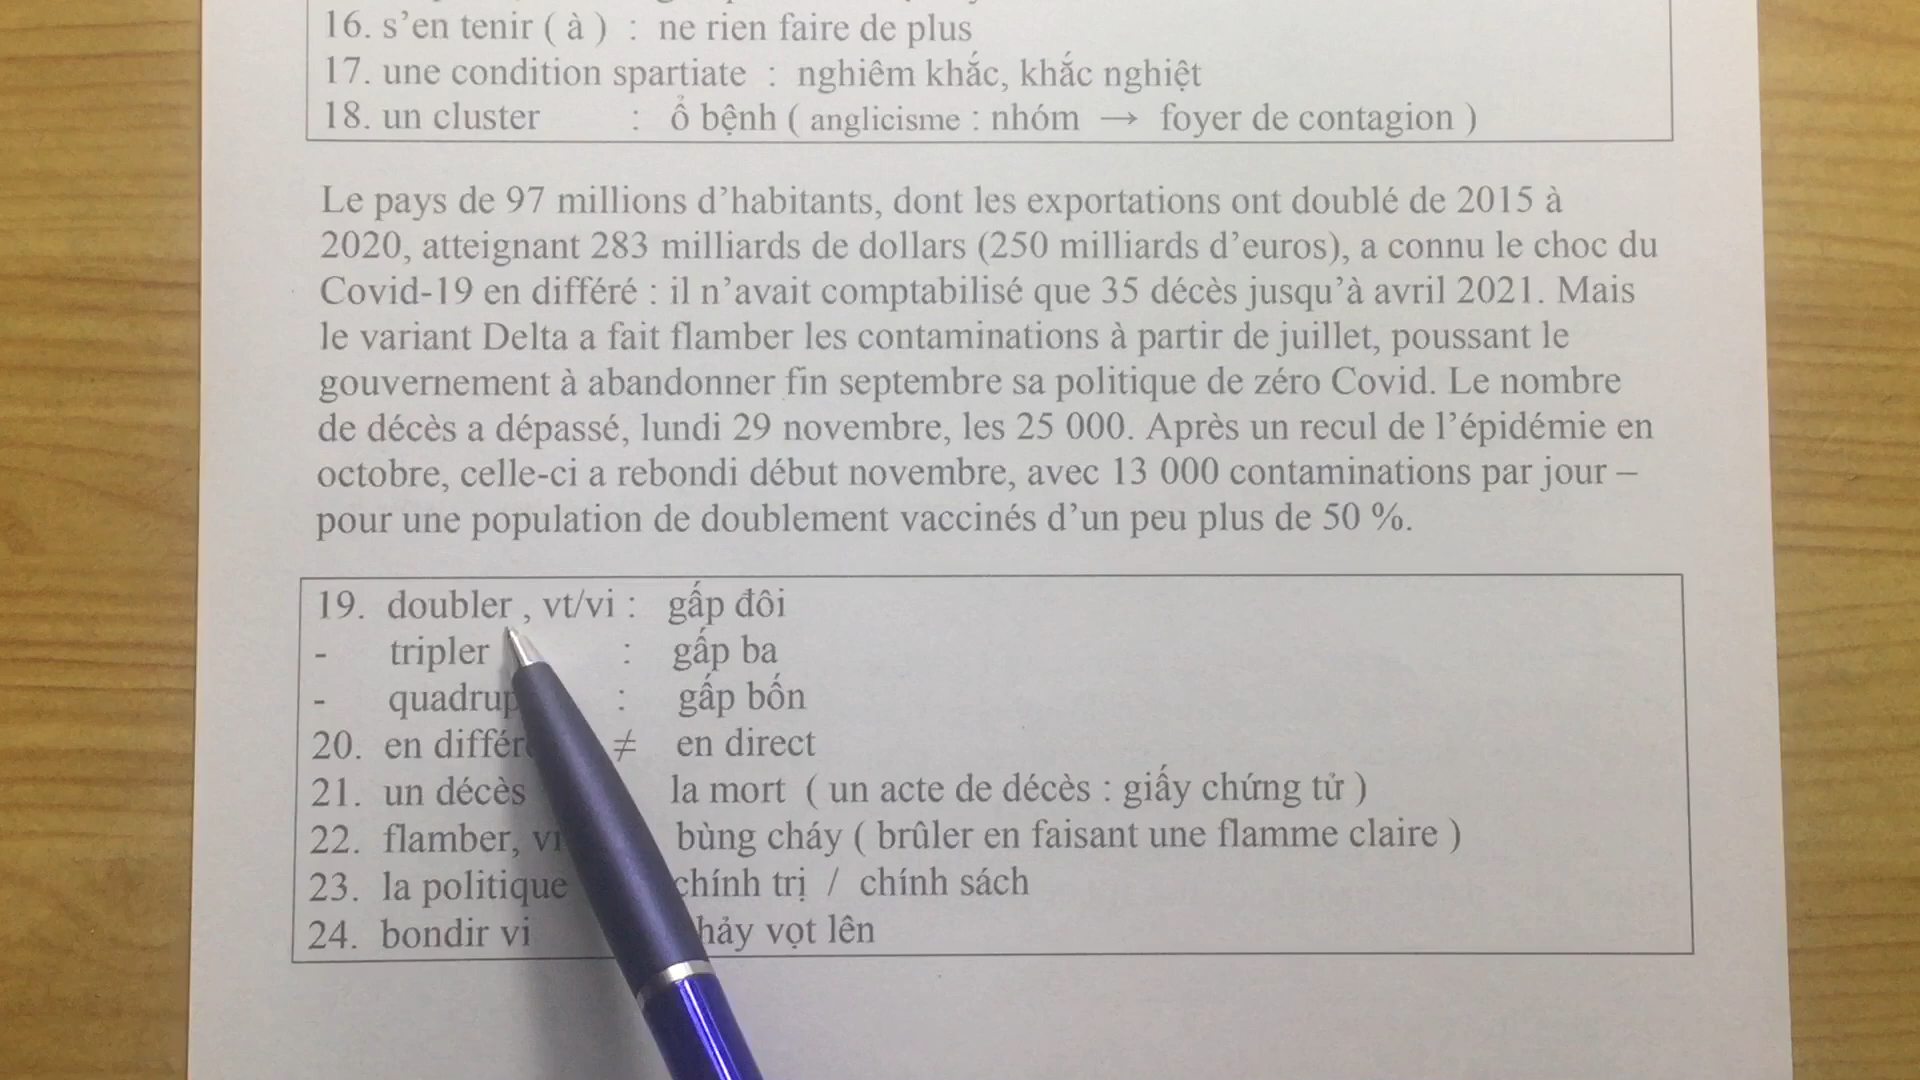 16. s’en tenir ( à ) : ne rien faire de plus
17. une condition spartiate : nghiêm khắc, khắc nghiệt
18. un cluster : ổ bệnh ( anglicisme : nhóm → foyer de contagion )
Le pays de 97 millions d’habitants, dont les exportations ont doublé de 2015 à
2020, atteignant 283 milliards de dollars (250 milliards d’euros), a connu le choc du
Covid-19 en différé : il n’avait comptabilisé que 35 décès jusqu’à avril 2021. Mais
le variant Delta a fait flamber les contaminations à partir de juillet, poussant le
gouvernement à abandonner fin septembre sa politique de zéro Covid. Le nombre
de décès a dépassé, lundi 29 novembre, les 25 000. Après un recul de l’épidémie en
octobre, celle-ci a rebondi début novembre, avec 13 000 contaminations par jour –
pour une population de doublement vaccinés d’un peu plus de 50 %.
19. doubler , vt/vi : gấp đôi
- tripler : gấp ba
- : gấp bốn
20. en ≠ en direct
21. un décès la mort ( un acte de décès : giấy chứng tử )
22. flamber, bùng cháy ( brûler en faisant une flamme claire )
23. la politique chính trị / chính sách
24. bondir vi vọt lên